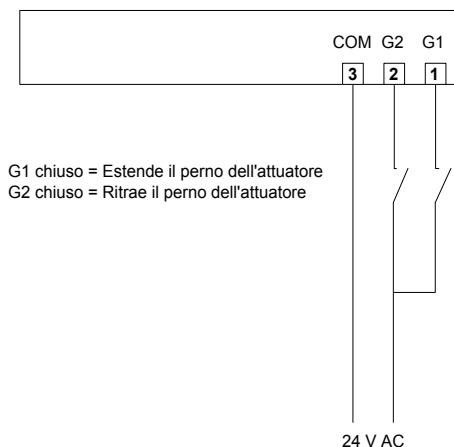 COM G2 G1
3 2 1
G1 chiuso = Estende il perno dell'attuatore
G2 chiuso = Ritrae il perno dell'attuatore
24 V AC